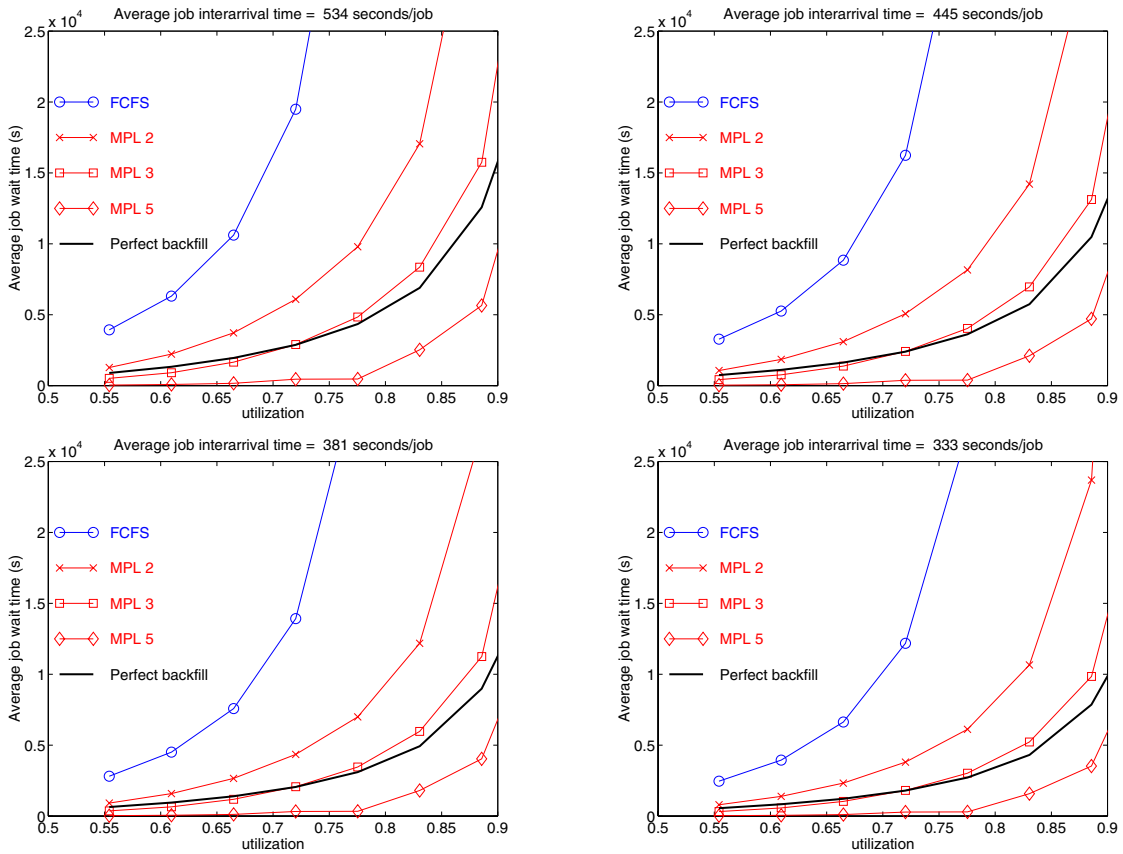 Average job interarrival time = 534 seconds/job
x 10^4
2.5
2
1.5
1
0.5
0
Average job wait time (s)
FCFS
MPL 2
MPL 3
MPL 5
Perfect backfill
0.5 0.55 0.6 0.65 0.7 0.75 0.8 0.85 0.9
utilization
Average job interarrival time = 445 seconds/job
x 10^4
2.5
2
1.5
1
0.5
0
Average job wait time (s)
FCFS
MPL 2
MPL 3
MPL 5
Perfect backfill
0.5 0.55 0.6 0.65 0.7 0.75 0.8 0.85 0.9
utilization
Average job interarrival time = 381 seconds/job
x 10^4
2.5
2
1.5
1
0.5
0
Average job wait time (s)
FCFS
MPL 2
MPL 3
MPL 5
Perfect backfill
0.5 0.55 0.6 0.65 0.7 0.75 0.8 0.85 0.9
utilization
Average job interarrival time = 333 seconds/job
x 10^4
2.5
2
1.5
1
0.5
0
Average job wait time (s)
FCFS
MPL 2
MPL 3
MPL 5
Perfect backfill
0.5 0.55 0.6 0.65 0.7 0.75 0.8 0.85 0.9
utilization